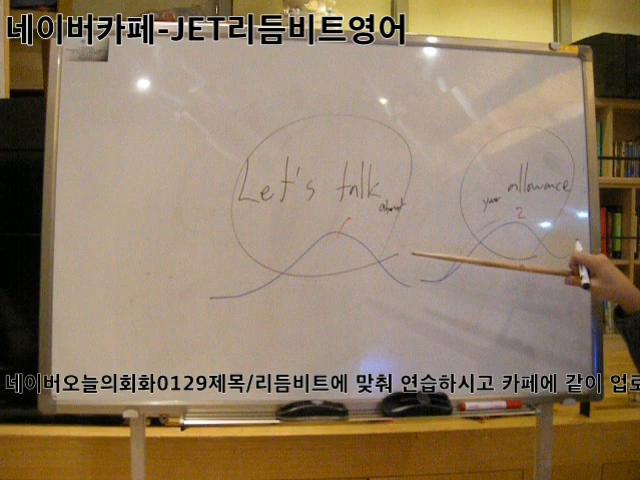 네이버카페-JET리듬비트영어
Let's talk about
your allowance
2
네이버오늘의회화0129제목/리듬비트에 맞춰 연습하시고 카페에 같이 업로